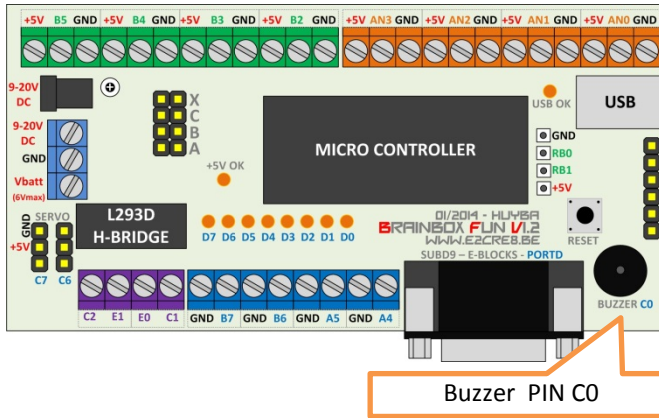 +5V B5 GND +5V B4 GND +5V B3 GND +5V B2 GND +5V AN3 GND +5V AN2 GND +5V AN1 GND +5V AN0 GND
9-20V
DC
USB OK
USB
X
C
B
A
9-20V
DC
GND
Vbatt
(6Vmax)
+5V OK
MICRO CONTROLLER
GND
RB0
RB1
+5V
SERVO
GND
+5V
C7 C6
L293D
H-BRIDGE
D7 D6 D5 D4 D3 D2 D1 D0
01/2014 - HUYBA
BRAINBOX FUN V1.2
WWW.E2CRE8.BE
SUBD9 – E-BLOCKS - PORTD
RESET
BUZZER C0
C2 E1 E0 C1 GND B7 GND B6 GND A5 GND A4
Buzzer PIN C0